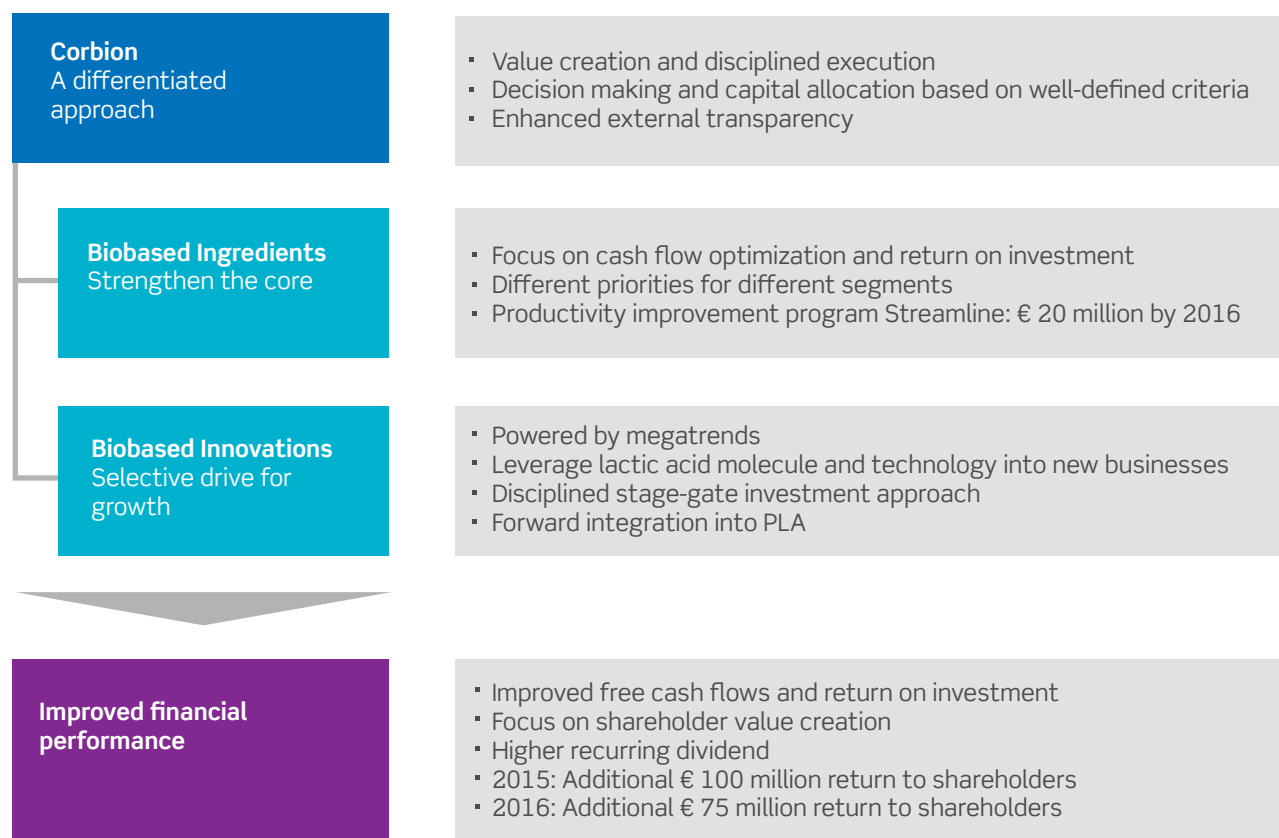 Corbion
A differentiated
approach
▪ Value creation and disciplined execution
▪ Decision making and capital allocation based on well-defined criteria
▪ Enhanced external transparency
Biobased Ingredients
Strengthen the core
▪ Focus on cash flow optimization and return on investment
▪ Different priorities for different segments
▪ Productivity improvement program Streamline: € 20 million by 2016
Biobased Innovations
Selective drive for
growth
▪ Powered by megatrends
▪ Leverage lactic acid molecule and technology into new businesses
▪ Disciplined stage-gate investment approach
▪ Forward integration into PLA
Improved financial
performance
▪ Improved free cash flows and return on investment
▪ Focus on shareholder value creation
▪ Higher recurring dividend
▪ 2015: Additional € 100 million return to shareholders
▪ 2016: Additional € 75 million return to shareholders